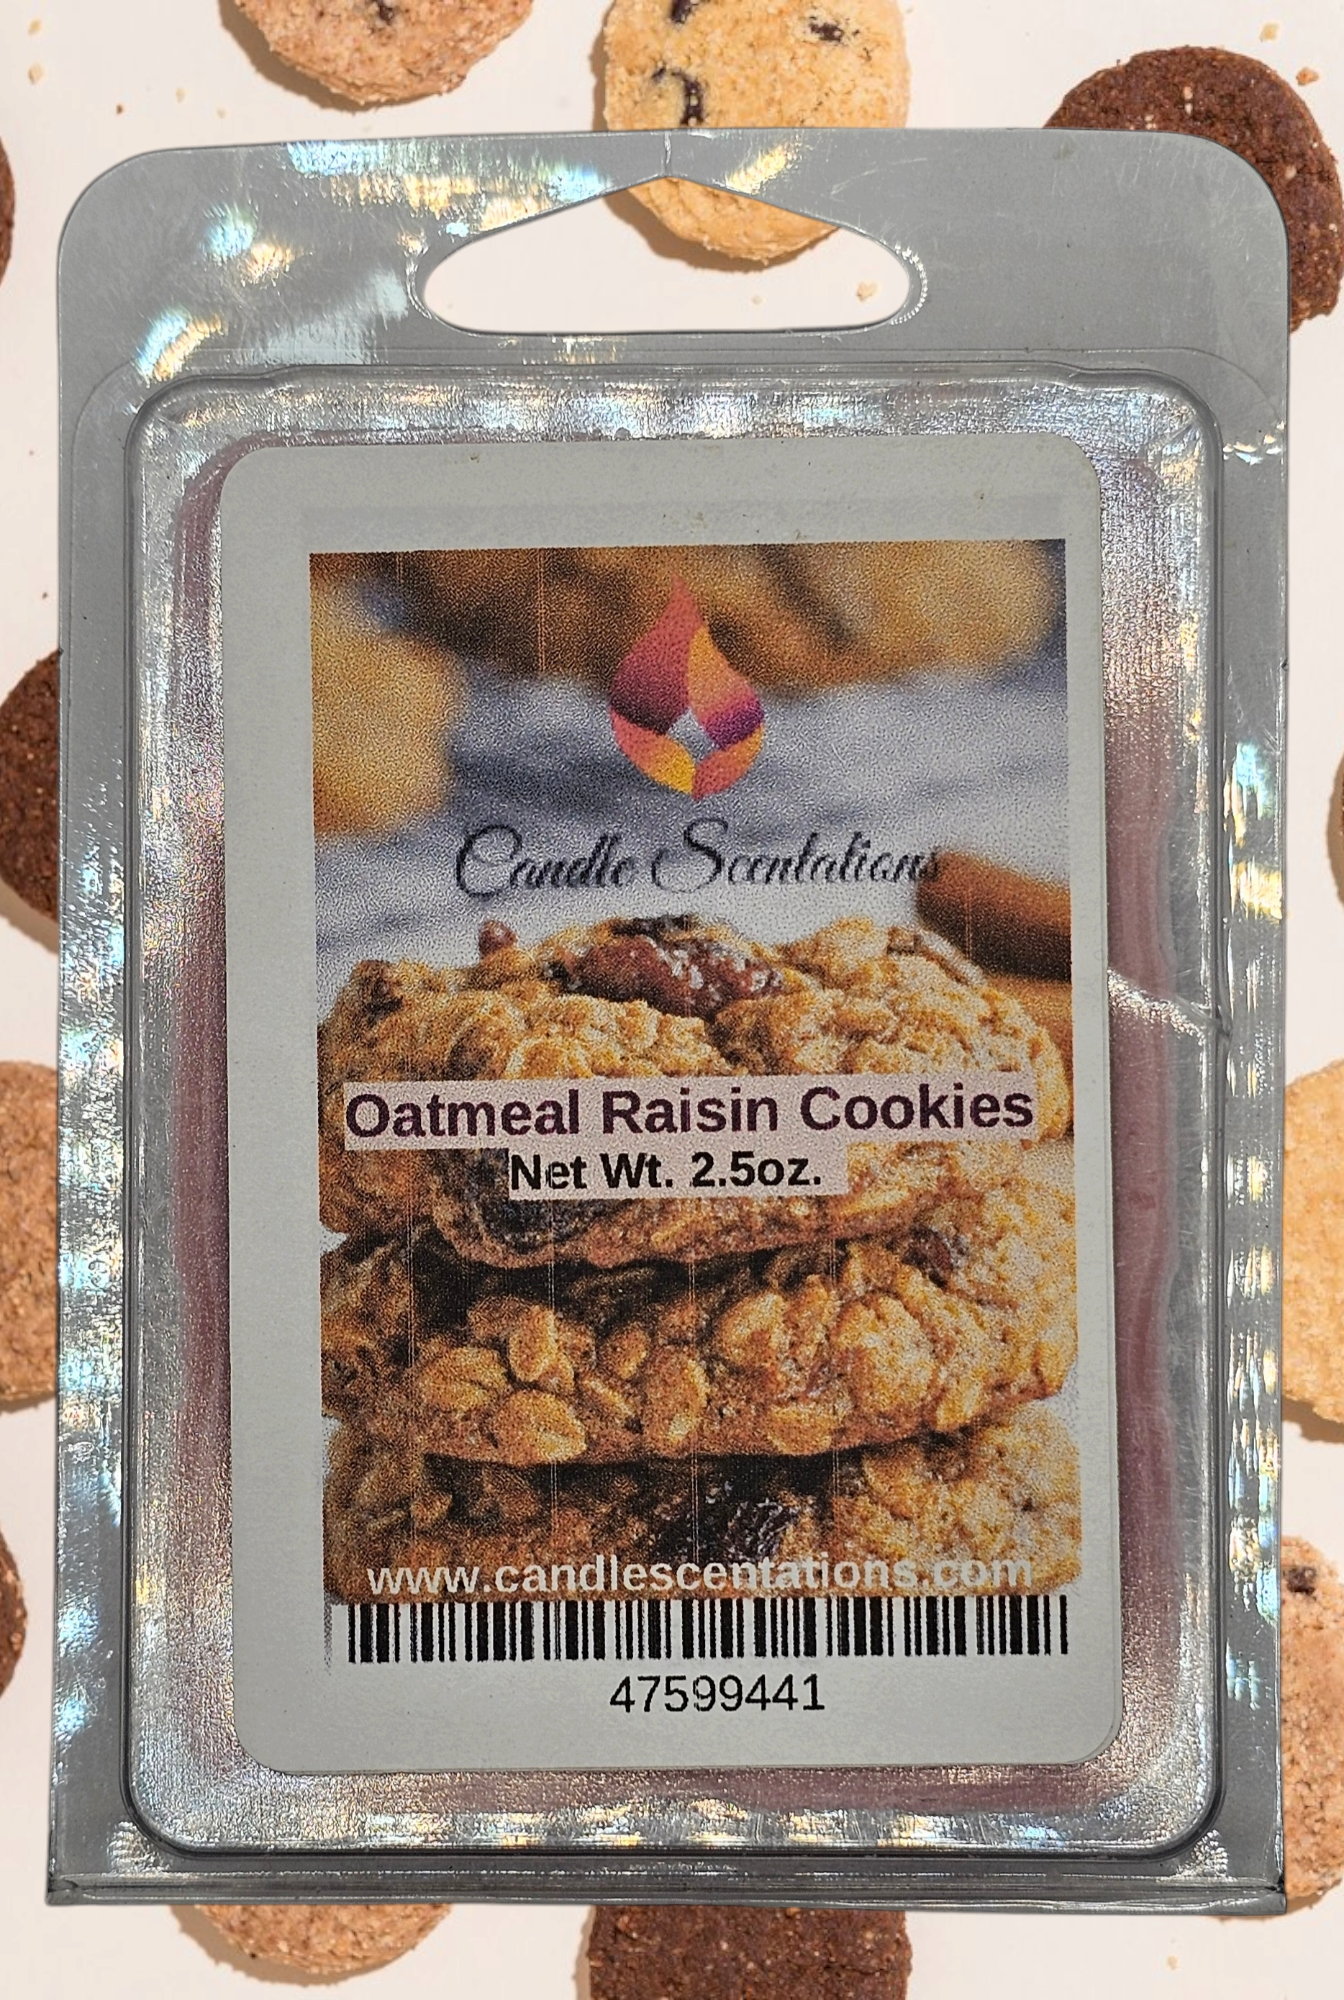 Candle Scentations
Oatmeal Raisin Cookies
Net Wt. 2.5oz.
www.candlescentations.com
47599441